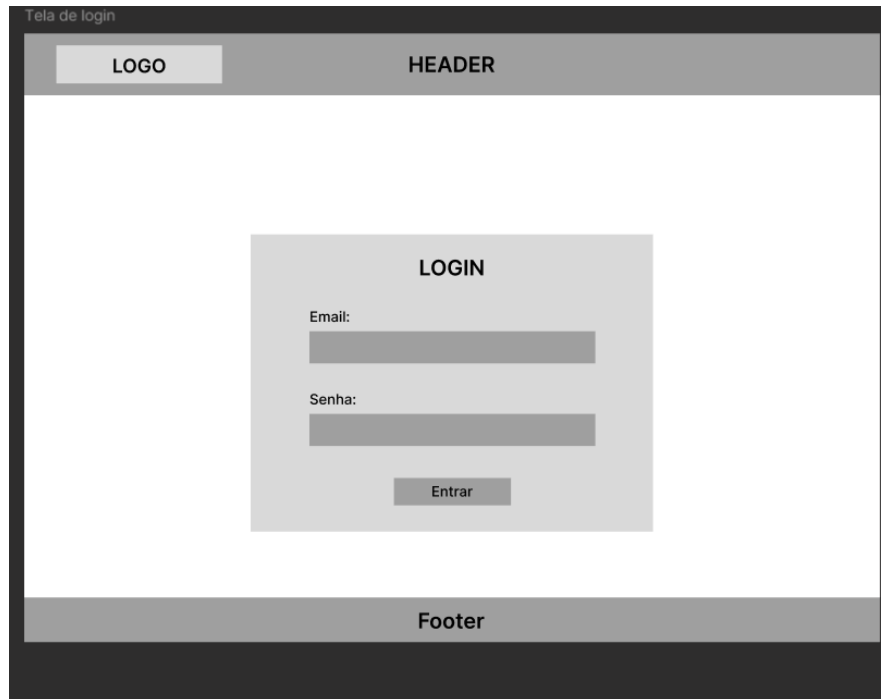 Tela de login
LOGO
HEADER
LOGIN
Email:
Senha:
Entrar
Footer